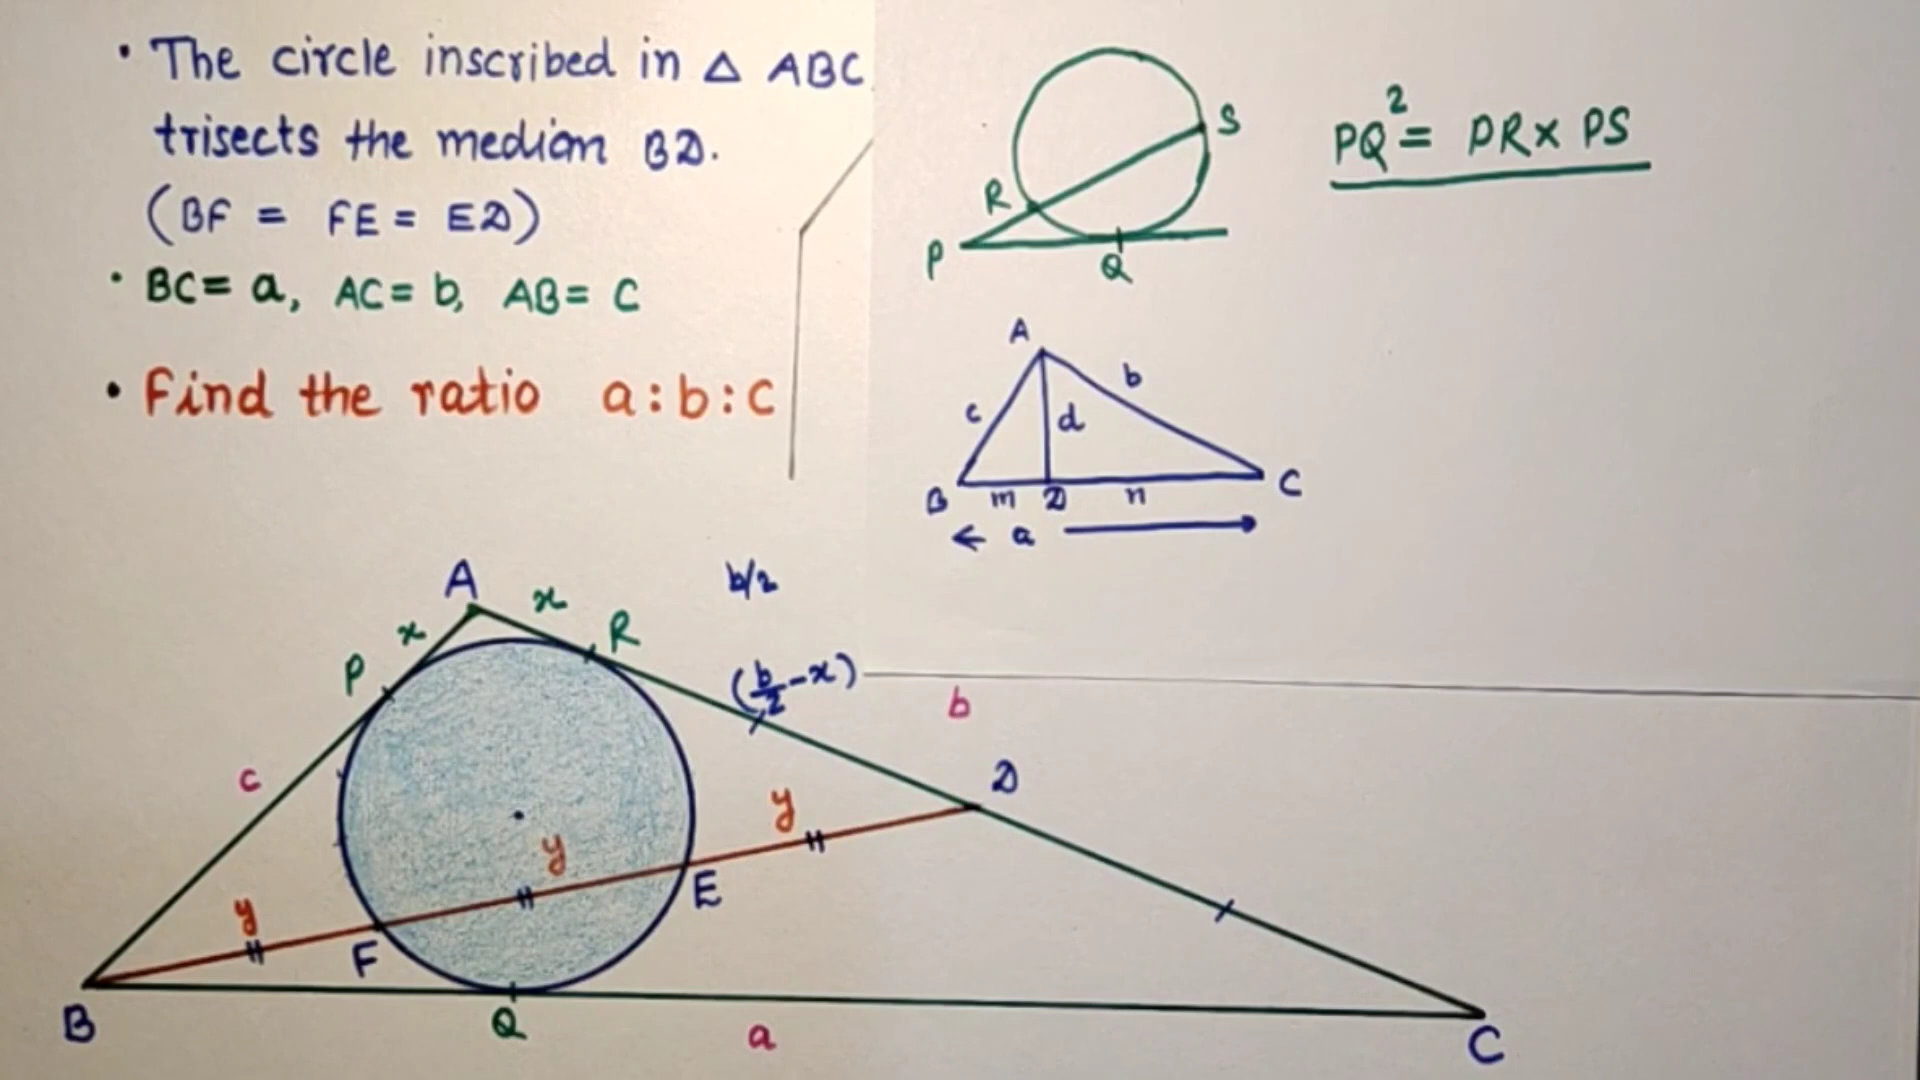 • The circle inscribed in △ ABC
trisects the median BD.
(BF = FE = ED)
• BC = a, AC = b, AB = c
• Find the ratio a : b : c
S
R
P
Q
PQ² = PR x PS
A
c
d
b
B
m
D
n
C
← a →
A
x
x
P
R
b/2
(b/2 - x)
b
c
D
y
y
y
E
F
B
Q
a
C